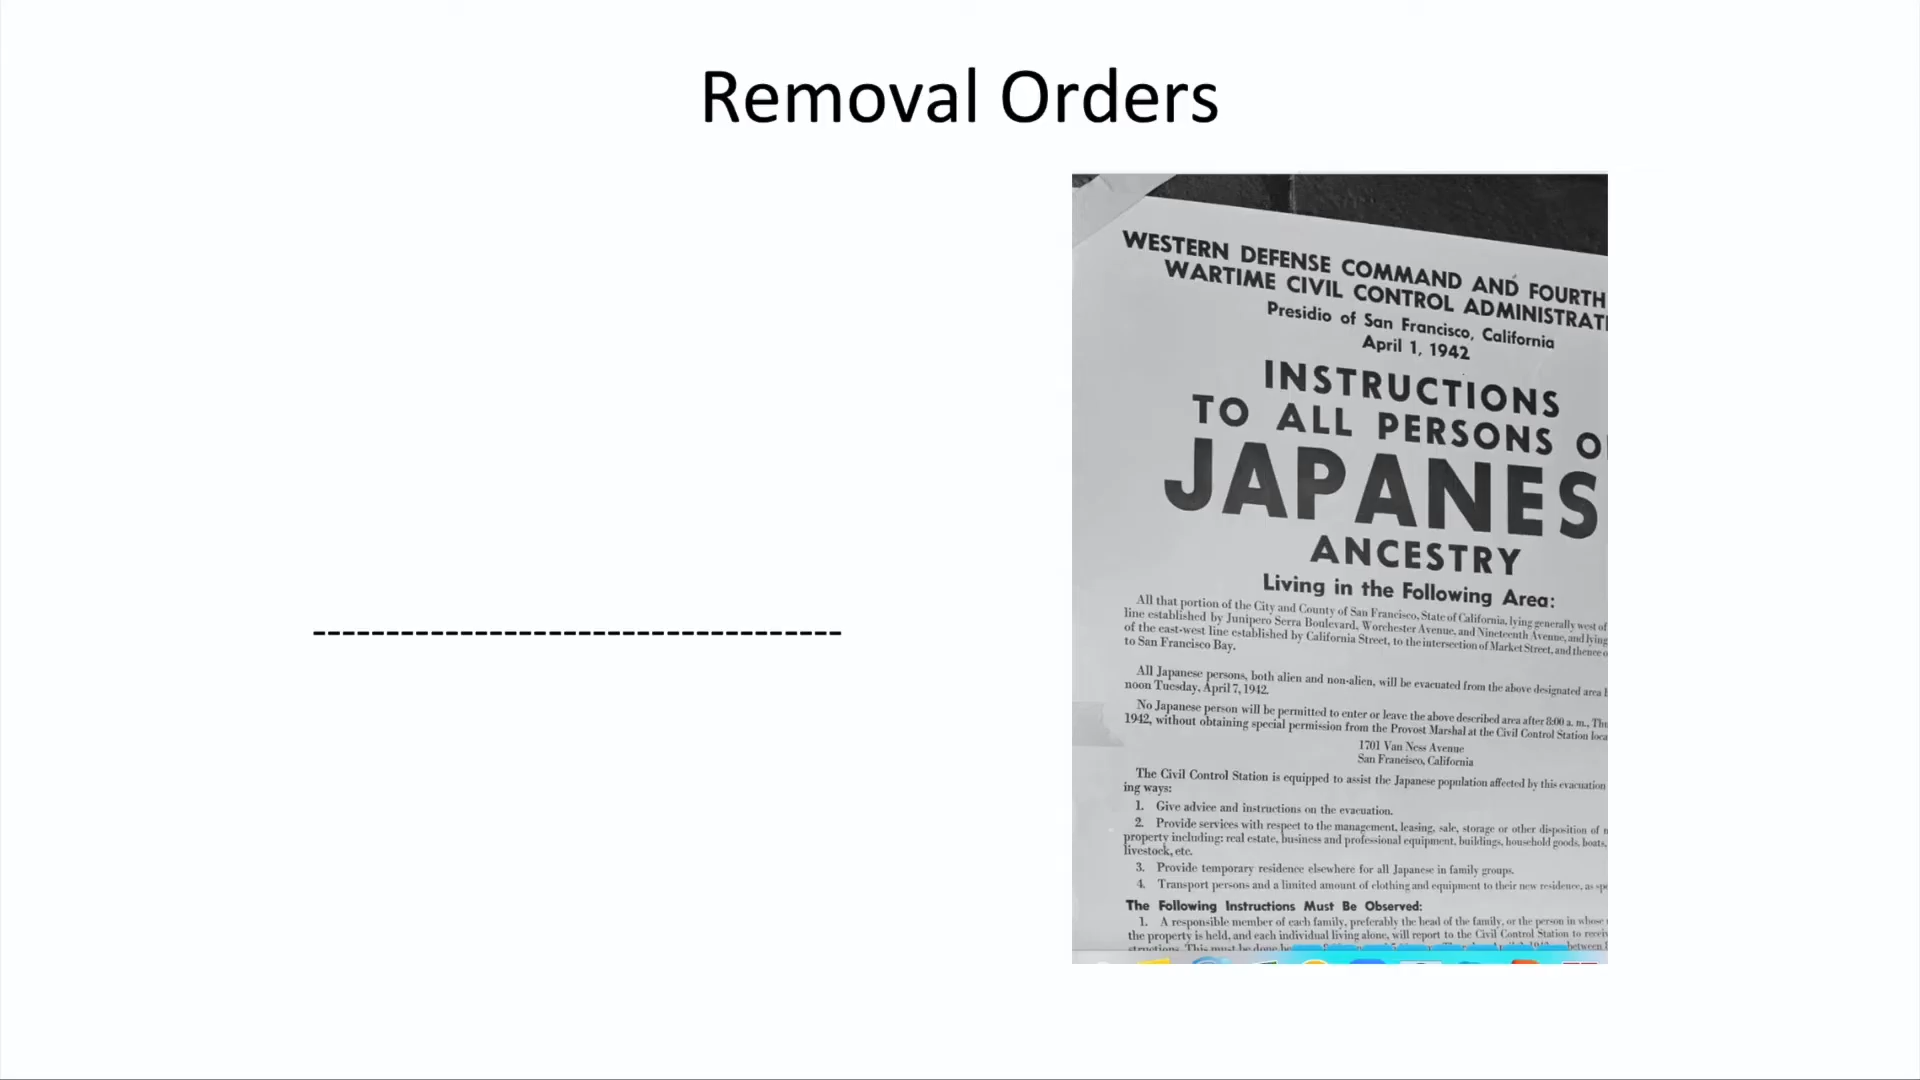 Removal Orders
------------------------------------
WESTERN DEFENSE COMMAND AND FOURTH
WARTIME CIVIL CONTROL ADMINISTRATI
Presidio of San Francisco, California
April 1, 1942
INSTRUCTIONS
TO ALL PERSONS O
JAPANES
ANCESTRY
Living in the Following Area:
All that portion of the City and County of San Francisco, State of California, lying generally west of
line established by Junipero Serra Boulevard, Worchester Avenue, and Nineteenth Avenue, and lying
of the east-west line established by California Street, to the intersection of Market Street, and thence o
to San Francisco Bay.
All Japanese persons, both alien and non-alien, will be evacuated from the above designated area
noon Tuesday, April 7, 1942.
No Japanese person will be permitted to enter or leave the above described area after 8:00 a. m., Thu
1942, without obtaining special permission from the Provost Marshal at the Civil Control Station loca
1701 Van Ness Avenue
San Francisco, California
The Civil Control Station is equipped to assist the Japanese population affected by this evacuation
ing ways:
1. Give advice and instructions on the evacuation.
2. Provide services with respect to the management, leasing, sale, storage or other disposition of
property including: real estate, business and professional equipment, buildings, household goods, boats,
livestock, etc.
3. Provide temporary residence elsewhere for all Japanese in family groups.
4. Transport persons and a limited amount of clothing and equipment to their new residence, as
The Following Instructions Must Be Observed:
1. A responsible member of each family, preferably the head of the family, or the person in whose
the property is held, and each individual living alone, will report to the Civil Control Station to
This must be done